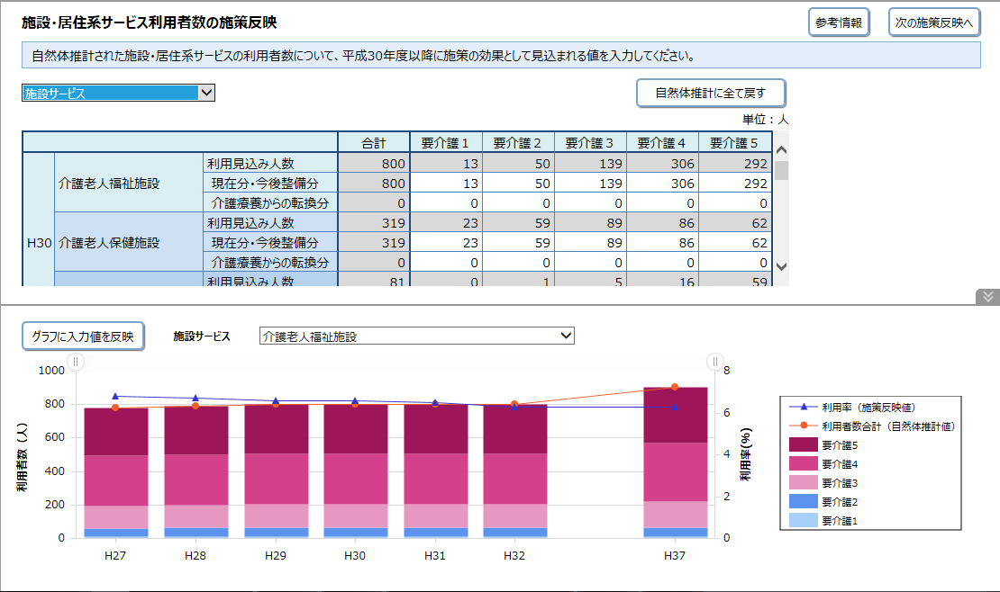 施設・居住系サービス利用者数の施策反映
参考情報
次の施策反映へ
自然体推計された施設・居住系サービスの利用者数について、平成30年度以降に施策の効果として見込まれる値を入力してください。
施設サービス
自然体推計に全て戻す
単位：人
合計 要介護１ 要介護２ 要介護３ 要介護４ 要介護５
H30
介護老人福祉施設
利用見込み人数 800 13 50 139 306 292
現在分・今後整備分 800 13 50 139 306 292
介護療養からの転換分 0 0 0 0 0 0
介護老人保健施設
利用見込み人数 319 23 59 89 86 62
現在分・今後整備分 319 23 59 89 86 62
介護療養からの転換分 0 0 0 0 0 0
利用見込み人数 81 0 1 5 16 59
グラフに入力値を反映
施設サービス
介護老人福祉施設
利用者数（人）
1000
800
600
400
200
0
利用率(%)
8
6
4
2
0
H27 H28 H29 H30 H31 H32 H37
利用率（施策反映値）
利用者数合計（自然体推計値）
要介護5
要介護4
要介護3
要介護2
要介護1